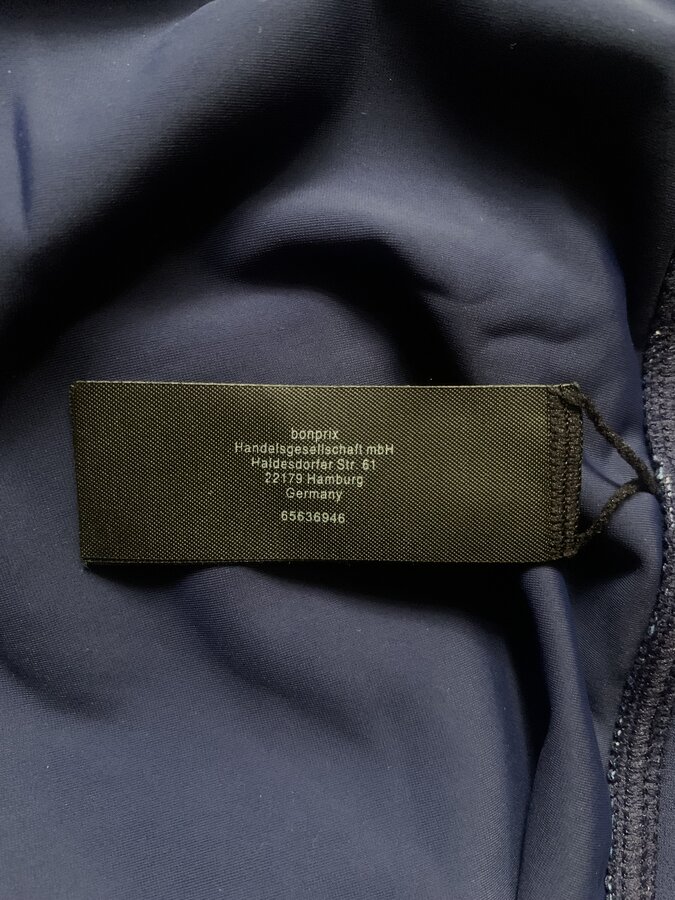 bonprix
Handelsgesellschaft mbH
Haldesdorfer Str. 61
22179 Hamburg
Germany
65636946